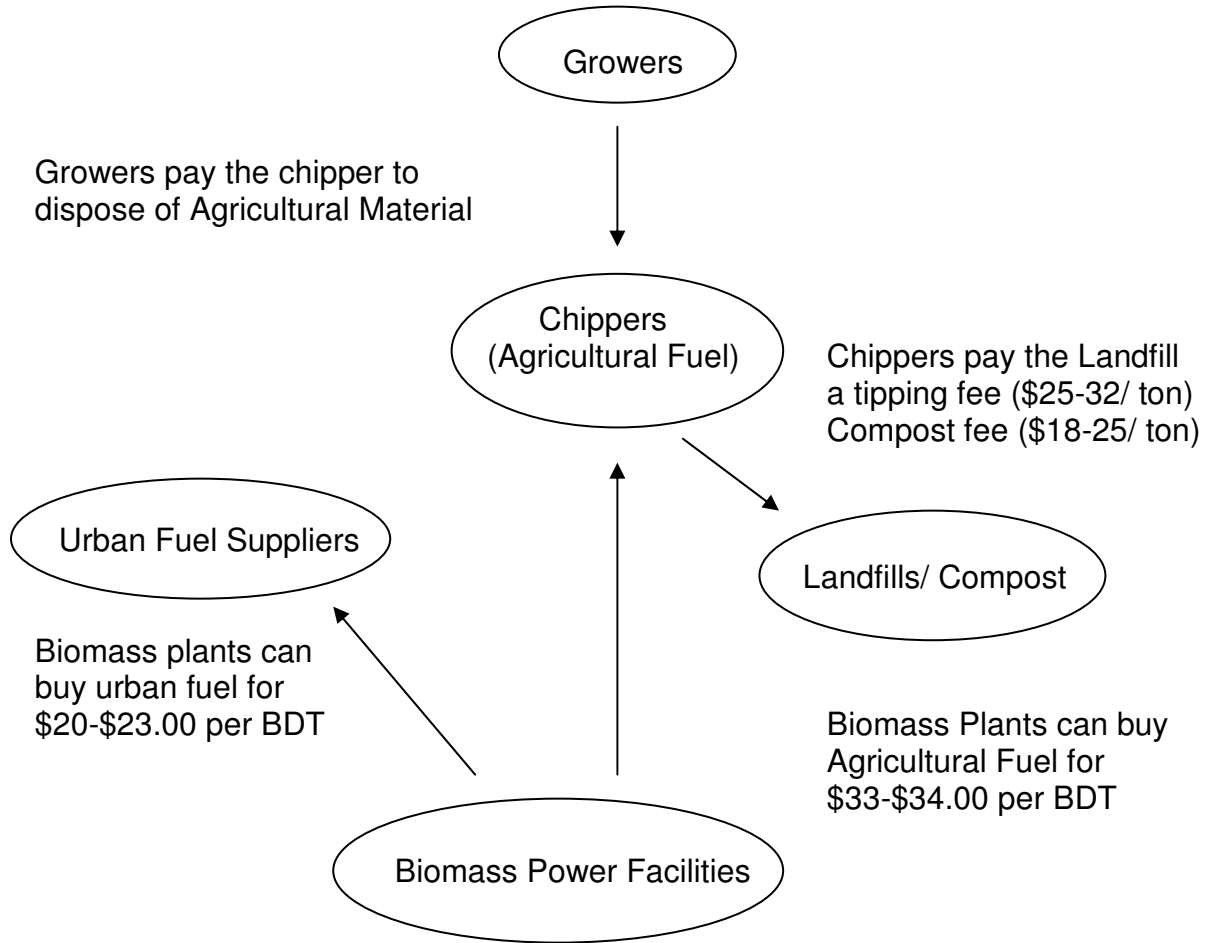 Growers
Growers pay the chipper to
dispose of Agricultural Material
Chippers
(Agricultural Fuel)
Chippers pay the Landfill
a tipping fee ($25-32/ ton)
Compost fee ($18-25/ ton)
Urban Fuel Suppliers
Landfills/ Compost
Biomass plants can
buy urban fuel for
$20-$23.00 per BDT
Biomass Plants can buy
Agricultural Fuel for
$33-$34.00 per BDT
Biomass Power Facilities